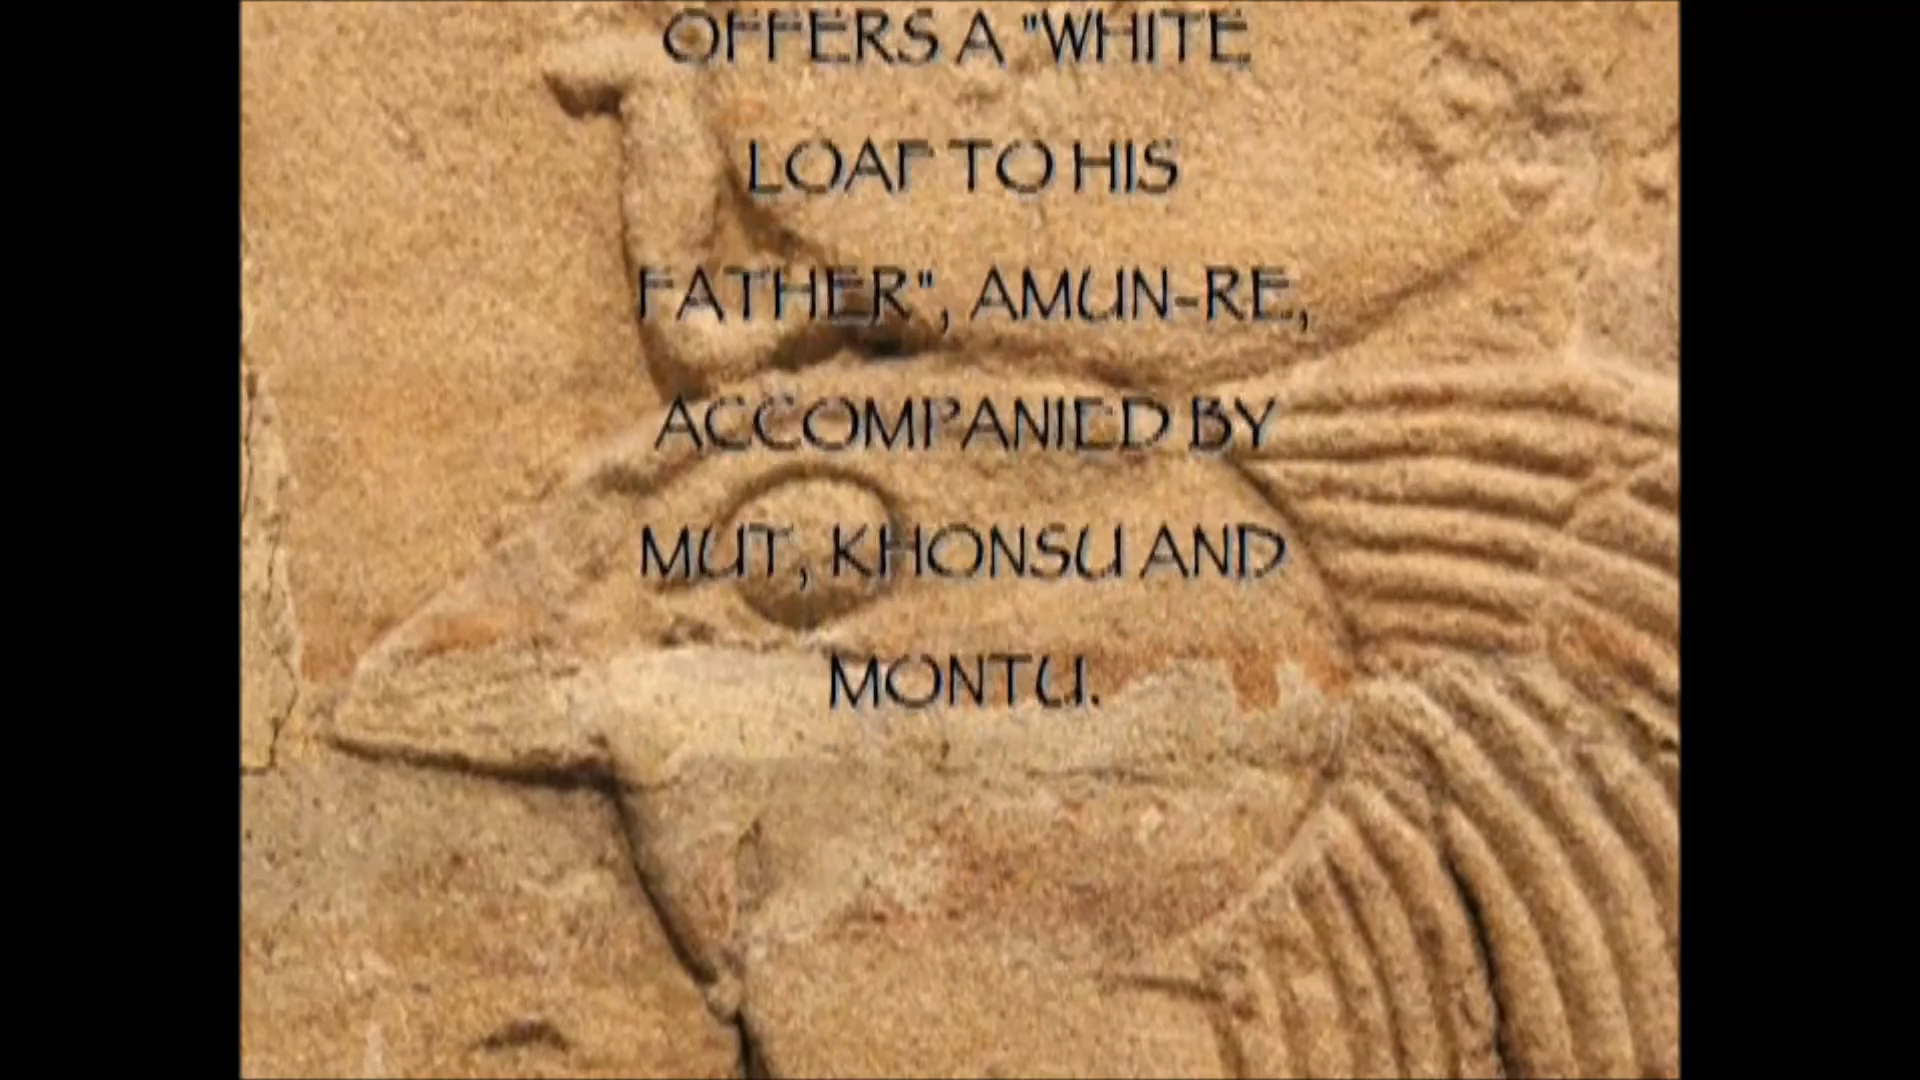 OFFERS A "WHITE
LOAF TO HIS
FATHER", AMUN-RE,
ACCOMPANIED BY
MUT, KHONSU AND
MONTU.